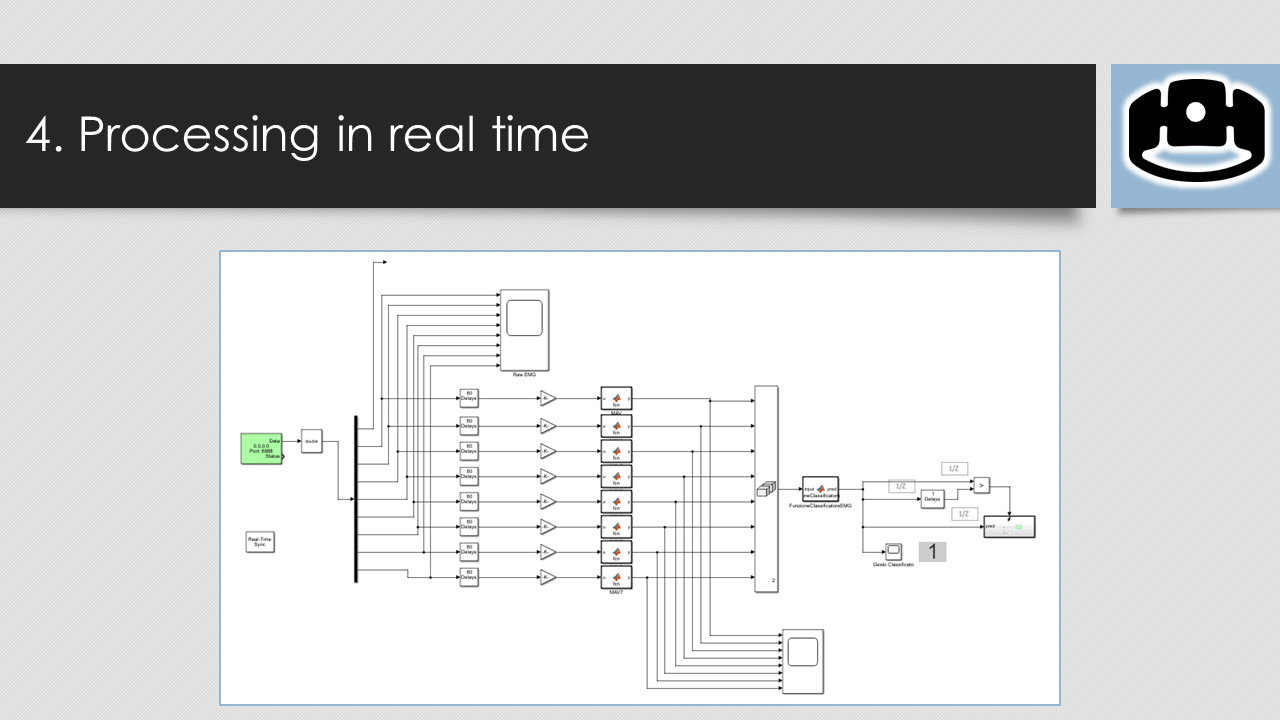 4. Processing in real time
Raw EMG
Data
0.0.0.0
Port: 8888
Status
double
Real-Time
Sync
80
Delays
-K-
u
y
fcn
MAV
80
Delays
-K-
u
y
fcn
80
Delays
-K-
u
y
fcn
80
Delays
-K-
u
y
fcn
80
Delays
-K-
u
y
fcn
80
Delays
-K-
u
y
fcn
80
Delays
-K-
u
y
fcn
80
Delays
-K-
u
y
fcn
MAV7
2
input
pred
FunzioneClassificatoreEMG
1/Z
1/Z
1
Delays
>
1/Z
pred
Gesto Classificato
1